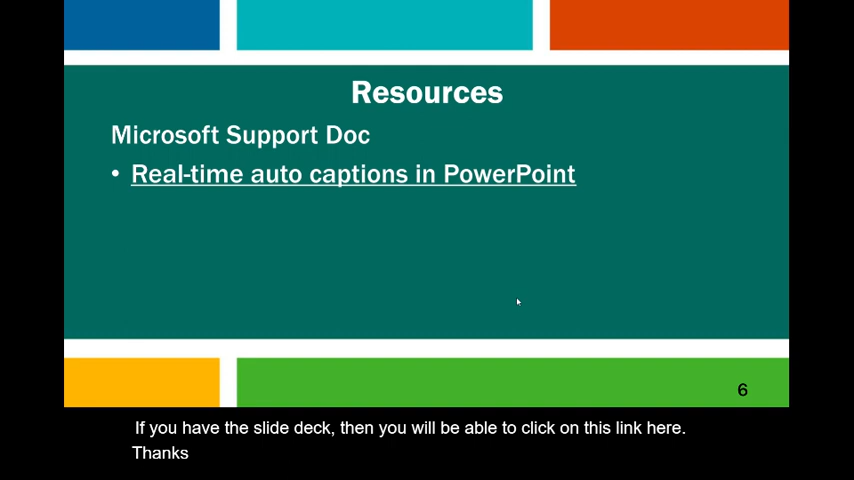 Resources
Microsoft Support Doc
• Real-time auto captions in PowerPoint
6
If you have the slide deck, then you will be able to click on this link here.
Thanks